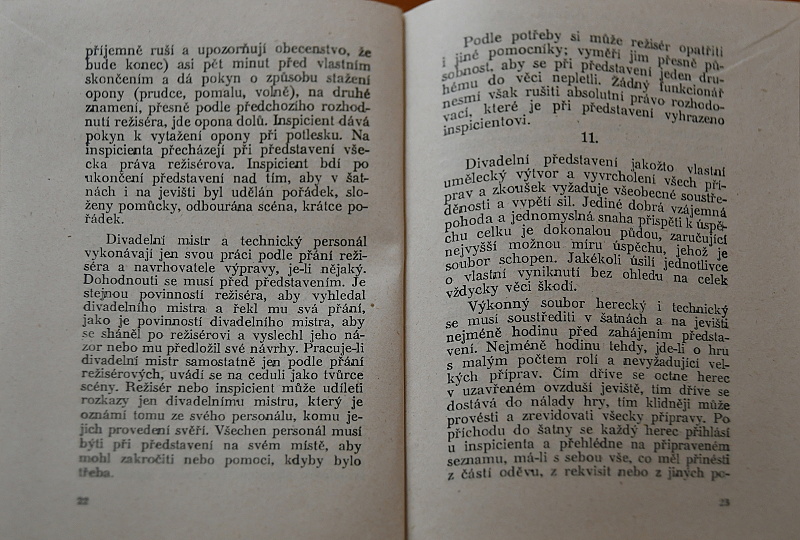 příjemně ruší a upozorňují obecenstvo, že
bude konec) asi pět minut před vlastním
skončením a dá pokyn o způsobu stažení
opony (prudce, pomalu, volně), na druhé
znamení, přesně podle předchozího rozhod-
nutí režiséra, jde opona dolů. Inspicient dává
pokyn k vytažení opony při potlesku. Na
inspicienta přecházejí při představení vše-
cka práva režisérova. Inspicient bdí po
ukončení představení nad tím, aby v šat-
nách i na jevišti byl udělán pořádek, slo-
ženy pomůcky, odbourána scéna, krátce po-
řádek.
Divadelní mistr a technický personál
vykonávají jen svou práci podle přání reži-
séra a navrhovatele výpravy, je-li nějaký.
Dohodnouti se musí před představením. Je
stejnou povinností režiséra, aby vyhledal
divadelního mistra a řekl mu svá přání,
jako je povinností divadelního mistra, aby
se sháněl po režisérovi a vyslechl jeho ná-
zor nebo mu předložil své návrhy. Pracuje-li
divadelní mistr samostatně jen podle přání
režisérových, uvádí se na ceduli jako tvůrce
scény. Režisér nebo inspicient může udíleti
rozkazy jen divadelnímu mistru, který je
oznámí tomu ze svého personálu, komu je-
jich provedení svěří. Všechen personál musí
býti při představení na svém místě, aby
mohl zakročiti nebo pomoci, kdyby bylo
třeba.
22
Podle potřeby si může režisér opatřiti
i jiné pomocníky; vyměří jim přesně pů-
sobnost, aby se při představení jeden dru-
hému do věci nepletli. Žádný funkcionář
nesmí však rušiti absolutní právo rozhodo-
vací, které je při představení vyhrazeno
inspicientovi.
11.
Divadelní představení jakožto vlastní
umělecký výtvor a vyvrcholení všech pří-
prav a zkoušek vyžaduje všeobecné soustře-
děnosti a vypětí sil. Jediné dobrá vzájemná
pohoda a jednomyslná snaha přispěti k úspě-
chu celku je dokonalou půdou, zaručující
nejvyšší možnou míru úspěchu, jehož je
soubor schopen. Jakékoli úsilí jednotlivce
o vlastní vyniknutí bez ohledu na celek
vždycky věci škodí.
Výkonný soubor herecký i technický
se musí soustřediti v šatnách a na jevišti
nejméně hodinu před zahájením předsta-
vení. Nejméně hodinu tehdy, jde-li o hru
s malým počtem rolí a nevyžadující vel-
kých příprav. Čím dříve se octne herec
v uzavřeném ovzduší jeviště, tím dříve se
dostává do nálady hry, tím klidněji může
provésti a zrevidovati všecky přípravy. Po
příchodu do šatny se každý herec přihlásí
u inspicienta a přehlédne na připraveném
seznamu, má-li s sebou vše, co měl přinésti
z částí oděvu, z rekvisit nebo z jiných po-
23